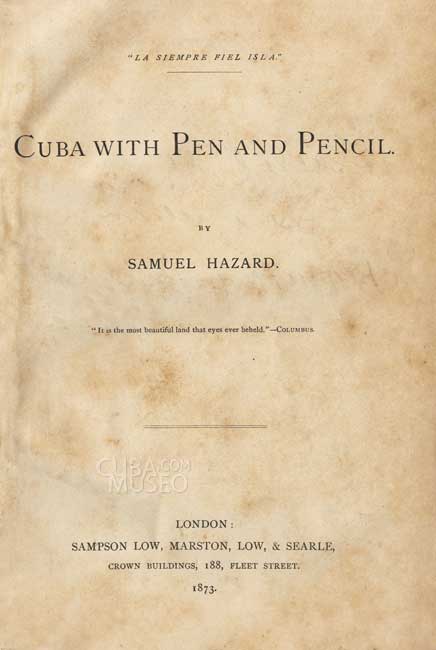 "LA SIEMPRE FIEL ISLA."
CUBA WITH PEN AND PENCIL.
BY
SAMUEL HAZARD.
"It is the most beautiful land that eyes ever beheld."—COLUMBUS.
CUBA.COM
MUSEO
LONDON:
SAMPSON LOW, MARSTON, LOW, & SEARLE,
CROWN BUILDINGS, 188, FLEET STREET.
1873.